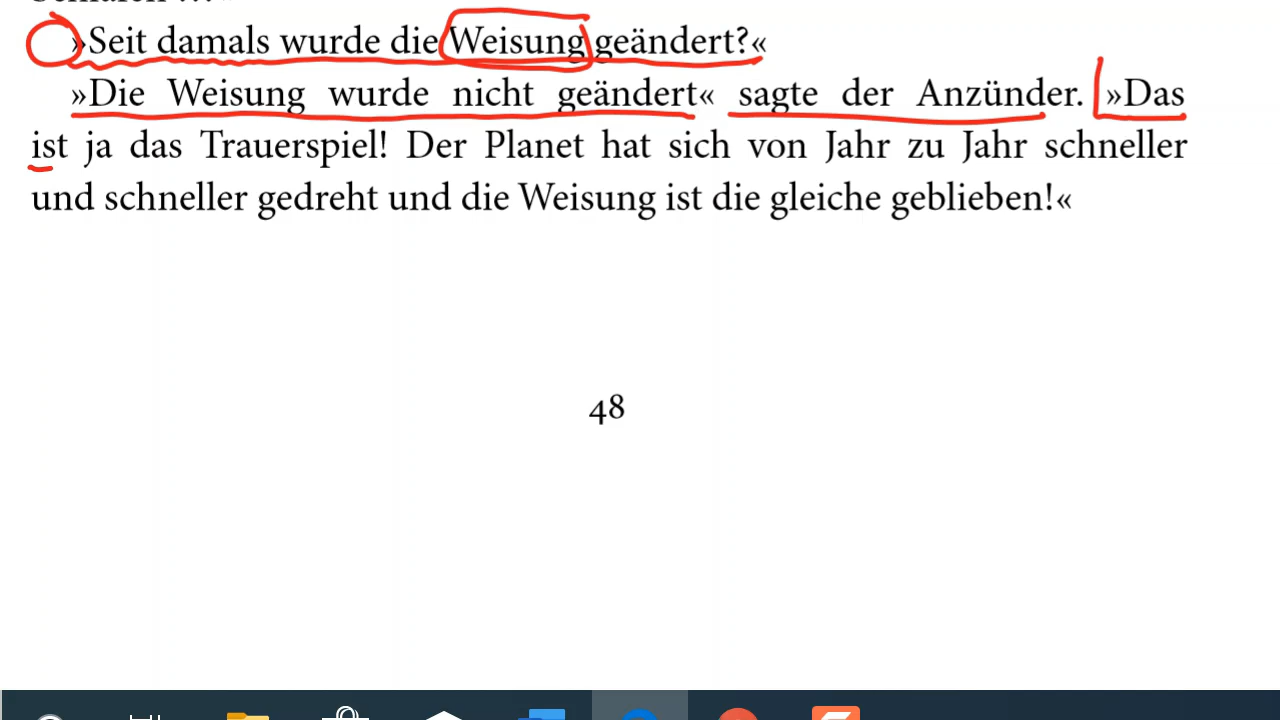 »Seit damals wurde die Weisung geändert?«
»Die Weisung wurde nicht geändert« sagte der Anzünder. »Das
ist ja das Trauerspiel! Der Planet hat sich von Jahr zu Jahr schneller
und schneller gedreht und die Weisung ist die gleiche geblieben!«
48